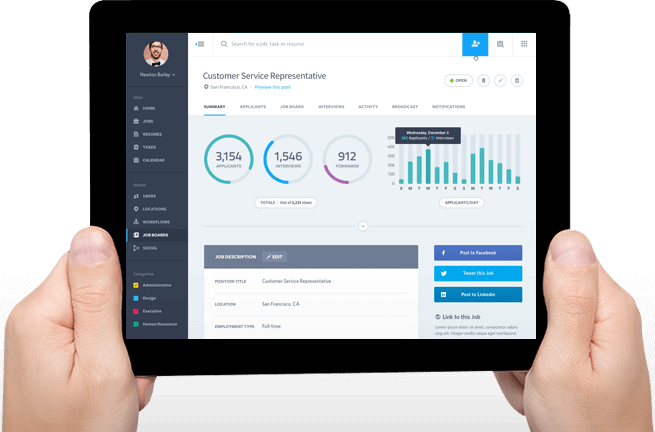 Search for a job, task or resume
Newton Barley
Main
HOME
JOBS
RESUMES
TASKS
CALENDAR
Admin
USERS
LOCATIONS
WORKFLOWS
JOB BOARDS
SOCIAL
Categories
Administrative
Design
Executive
Human Resources
Customer Service Representative
San Francisco, CA • Preview this post
OPEN
SUMMARY APPLICANTS JOB BOARD INTERVIEWS ACTIVITY BROADCAST NOTIFICATIONS
3,154
APPLICANTS
1,546
INTERVIEWS
912
FORWARDS
TOTALS • Out of 5,221 views
Wednesday, December 3
Applicants / Interviews
500
400
300
200
100
0
S M T W T F S S M T W T F S
APPLICANTS/DAY
JOB DESCRIPTION EDIT
POSITION TITLE Customer Service Representative
LOCATION San Francisco, CA
EMPLOYMENT TYPE Full-time
Post to Facebook
Tweet this Job
Post to Linkedin
Link to this Job
Lorem ipsum dolor sit amet, consectetur adipiscing
elit. Integer mollis neque eget eros euismod.